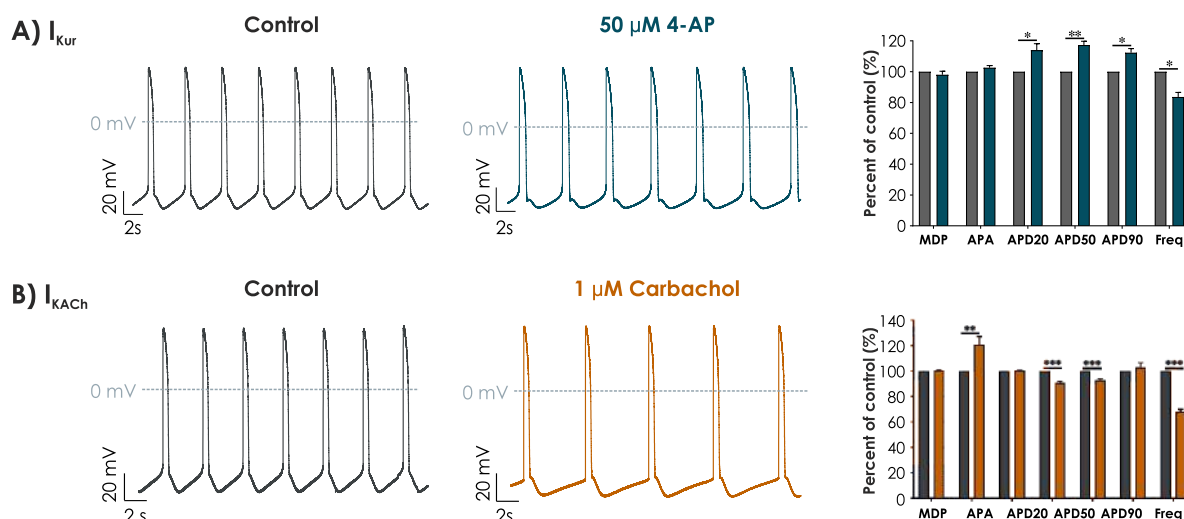 A) I_Kur
Control
50 µM 4-AP
0 mV
20 mV
2s
0 mV
20 mV
2s
Percent of control (%)
120
100
80
60
40
20
0
*
**
*
*
MDP APA APD20 APD50 APD90 Freq
B) I_KACh
Control
1 µM Carbachol
0 mV
20 mV
2 s
0 mV
20 mV
2s
Percent of control (%)
140
120
100
80
60
40
20
0
**
***
***
***
MDP APA APD20 APD50 APD90 Freq